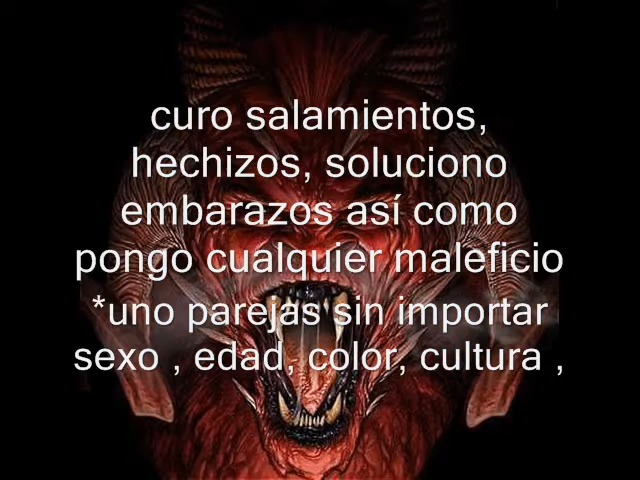 curo salamientos,
hechizos, soluciono
embarazos así como
pongo cualquier maleficio
*uno parejas sin importar
sexo , edad, color, cultura ,